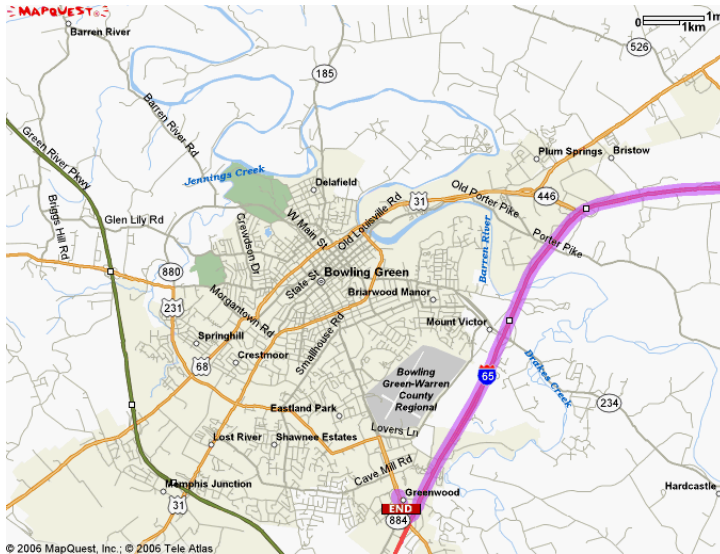 MAPQUEST
0
1mi
1km
Barren River
526
185
Barren River Rd
Green River Pkwy
Plum Springs
Bristow
Jennings Creek
Delafield
Old Louisville Rd
31
Old Porter Pike
446
Briggs Hill Rd
Glen Lily Rd
W Main St
Crewdson Dr
Barren River
Porter Pike
880
State St
Bowling Green
231
Morgantown Rd
Briarwood Manor
Mount Victor
Springhill
Smallhouse Rd
68
Crestmoor
Drakes Creek
Bowling
Green-Warren
County
Regional
65
234
Eastland Park
Lovers Ln
Lost River
Shawnee Estates
Cave Mill Rd
Memphis Junction
Hardcastle
Greenwood
31
END
884
© 2006 MapQuest, Inc.; © 2006 Tele Atlas